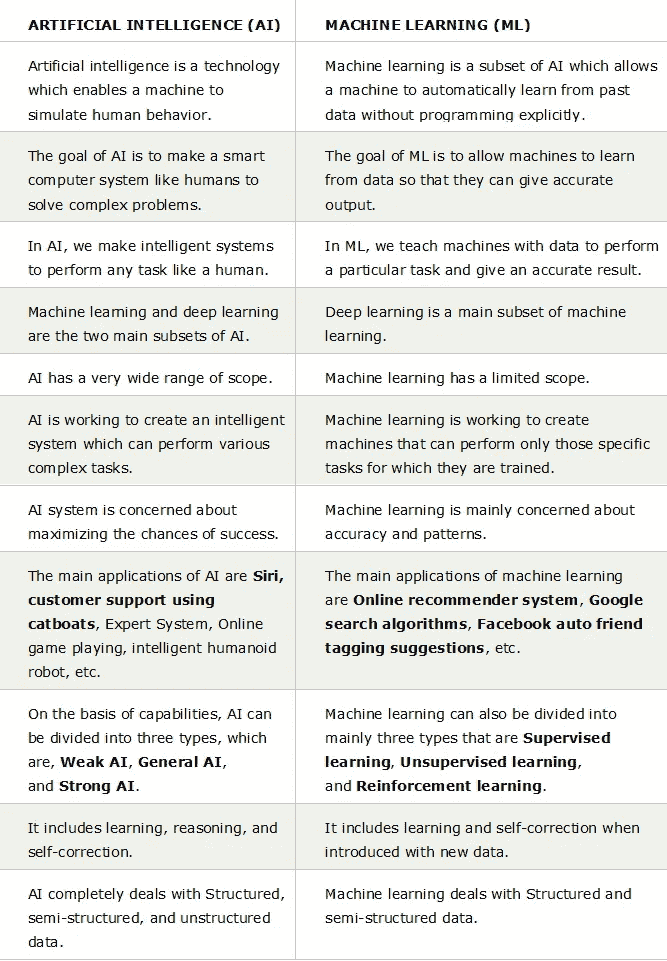 ARTIFICIAL INTELLIGENCE (AI)
MACHINE LEARNING (ML)
Artificial intelligence is a technology
which enables a machine to
simulate human behavior.
Machine learning is a subset of AI which allows
a machine to automatically learn from past
data without programming explicitly.
The goal of AI is to make a smart
computer system like humans to
solve complex problems.
The goal of ML is to allow machines to learn
from data so that they can give accurate
output.
In AI, we make intelligent systems
to perform any task like a human.
In ML, we teach machines with data to perform
a particular task and give an accurate result.
Machine learning and deep learning
are the two main subsets of AI.
Deep learning is a main subset of machine
learning.
AI has a very wide range of scope.
Machine learning has a limited scope.
AI is working to create an intelligent
system which can perform various
complex tasks.
Machine learning is working to create
machines that can perform only those specific
tasks for which they are trained.
AI system is concerned about
maximizing the chances of success.
Machine learning is mainly concerned about
accuracy and patterns.
The main applications of AI are Siri,
customer support using
catboats, Expert System, Online
game playing, intelligent humanoid
robot, etc.
The main applications of machine learning
are Online recommender system, Google
search algorithms, Facebook auto friend
tagging suggestions, etc.
On the basis of capabilities, AI can
be divided into three types, which
are, Weak AI, General AI,
and Strong AI.
Machine learning can also be divided into
mainly three types that are Supervised
learning, Unsupervised learning,
and Reinforcement learning.
It includes learning, reasoning, and
self-correction.
It includes learning and self-correction when
introduced with new data.
AI completely deals with Structured,
semi-structured, and unstructured
data.
Machine learning deals with Structured and
semi-structured data.